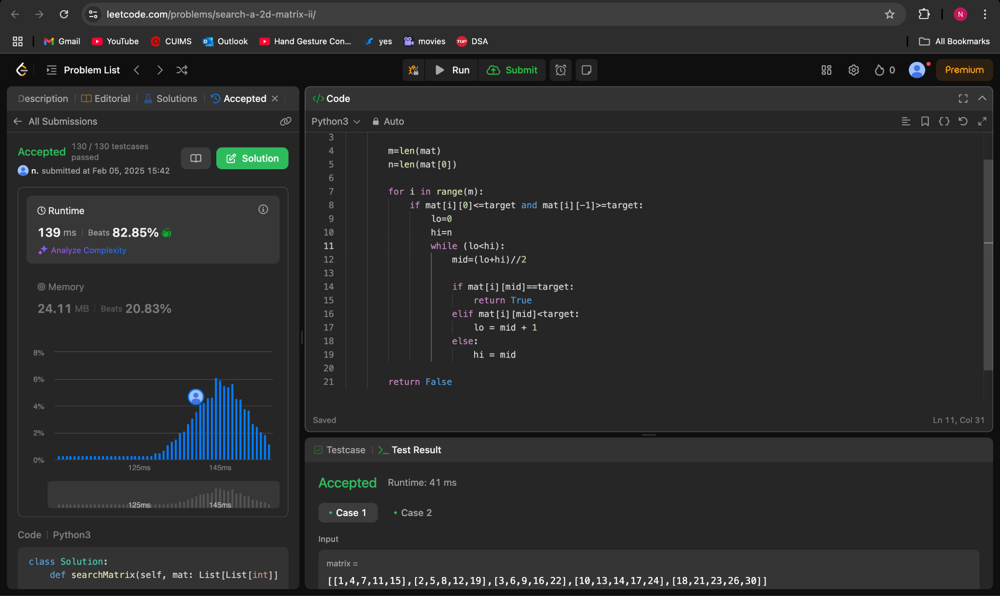 leetcode.com/problems/search-a-2d-matrix-ii/
N
Gmail YouTube CUIMS Outlook Hand Gesture Con... yes movies TUF DSA All Bookmarks
Problem List Run Submit 0 Premium
Description Editorial Solutions Accepted
All Submissions
Accepted 130 / 130 testcases passed
n. submitted at Feb 05, 2025 15:42
Solution
Runtime
139 ms Beats 82.85%
Analyze Complexity
Memory
24.11 MB Beats 20.83%
8%
6%
4%
2%
0%
125ms 145ms
125ms 145ms
Code Python3
class Solution:
def searchMatrix(self, mat: List[List[int]]
</> Code
Python3 Auto
3
4 m=len(mat)
5 n=len(mat[0])
6
7 for i in range(m):
8 if mat[i][0]<=target and mat[i][-1]>=target:
9 lo=0
10 hi=n
11 while (lo<hi):
12 mid=(lo+hi)//2
13
14 if mat[i][mid]==target:
15 return True
16 elif mat[i][mid]<target:
17 lo = mid + 1
18 else:
19 hi = mid
20
21 return False
Saved Ln 11, Col 31
Testcase Test Result
Accepted Runtime: 41 ms
Case 1 Case 2
Input
matrix =
[[1,4,7,11,15],[2,5,8,12,19],[3,6,9,16,22],[10,13,14,17,24],[18,21,23,26,30]]